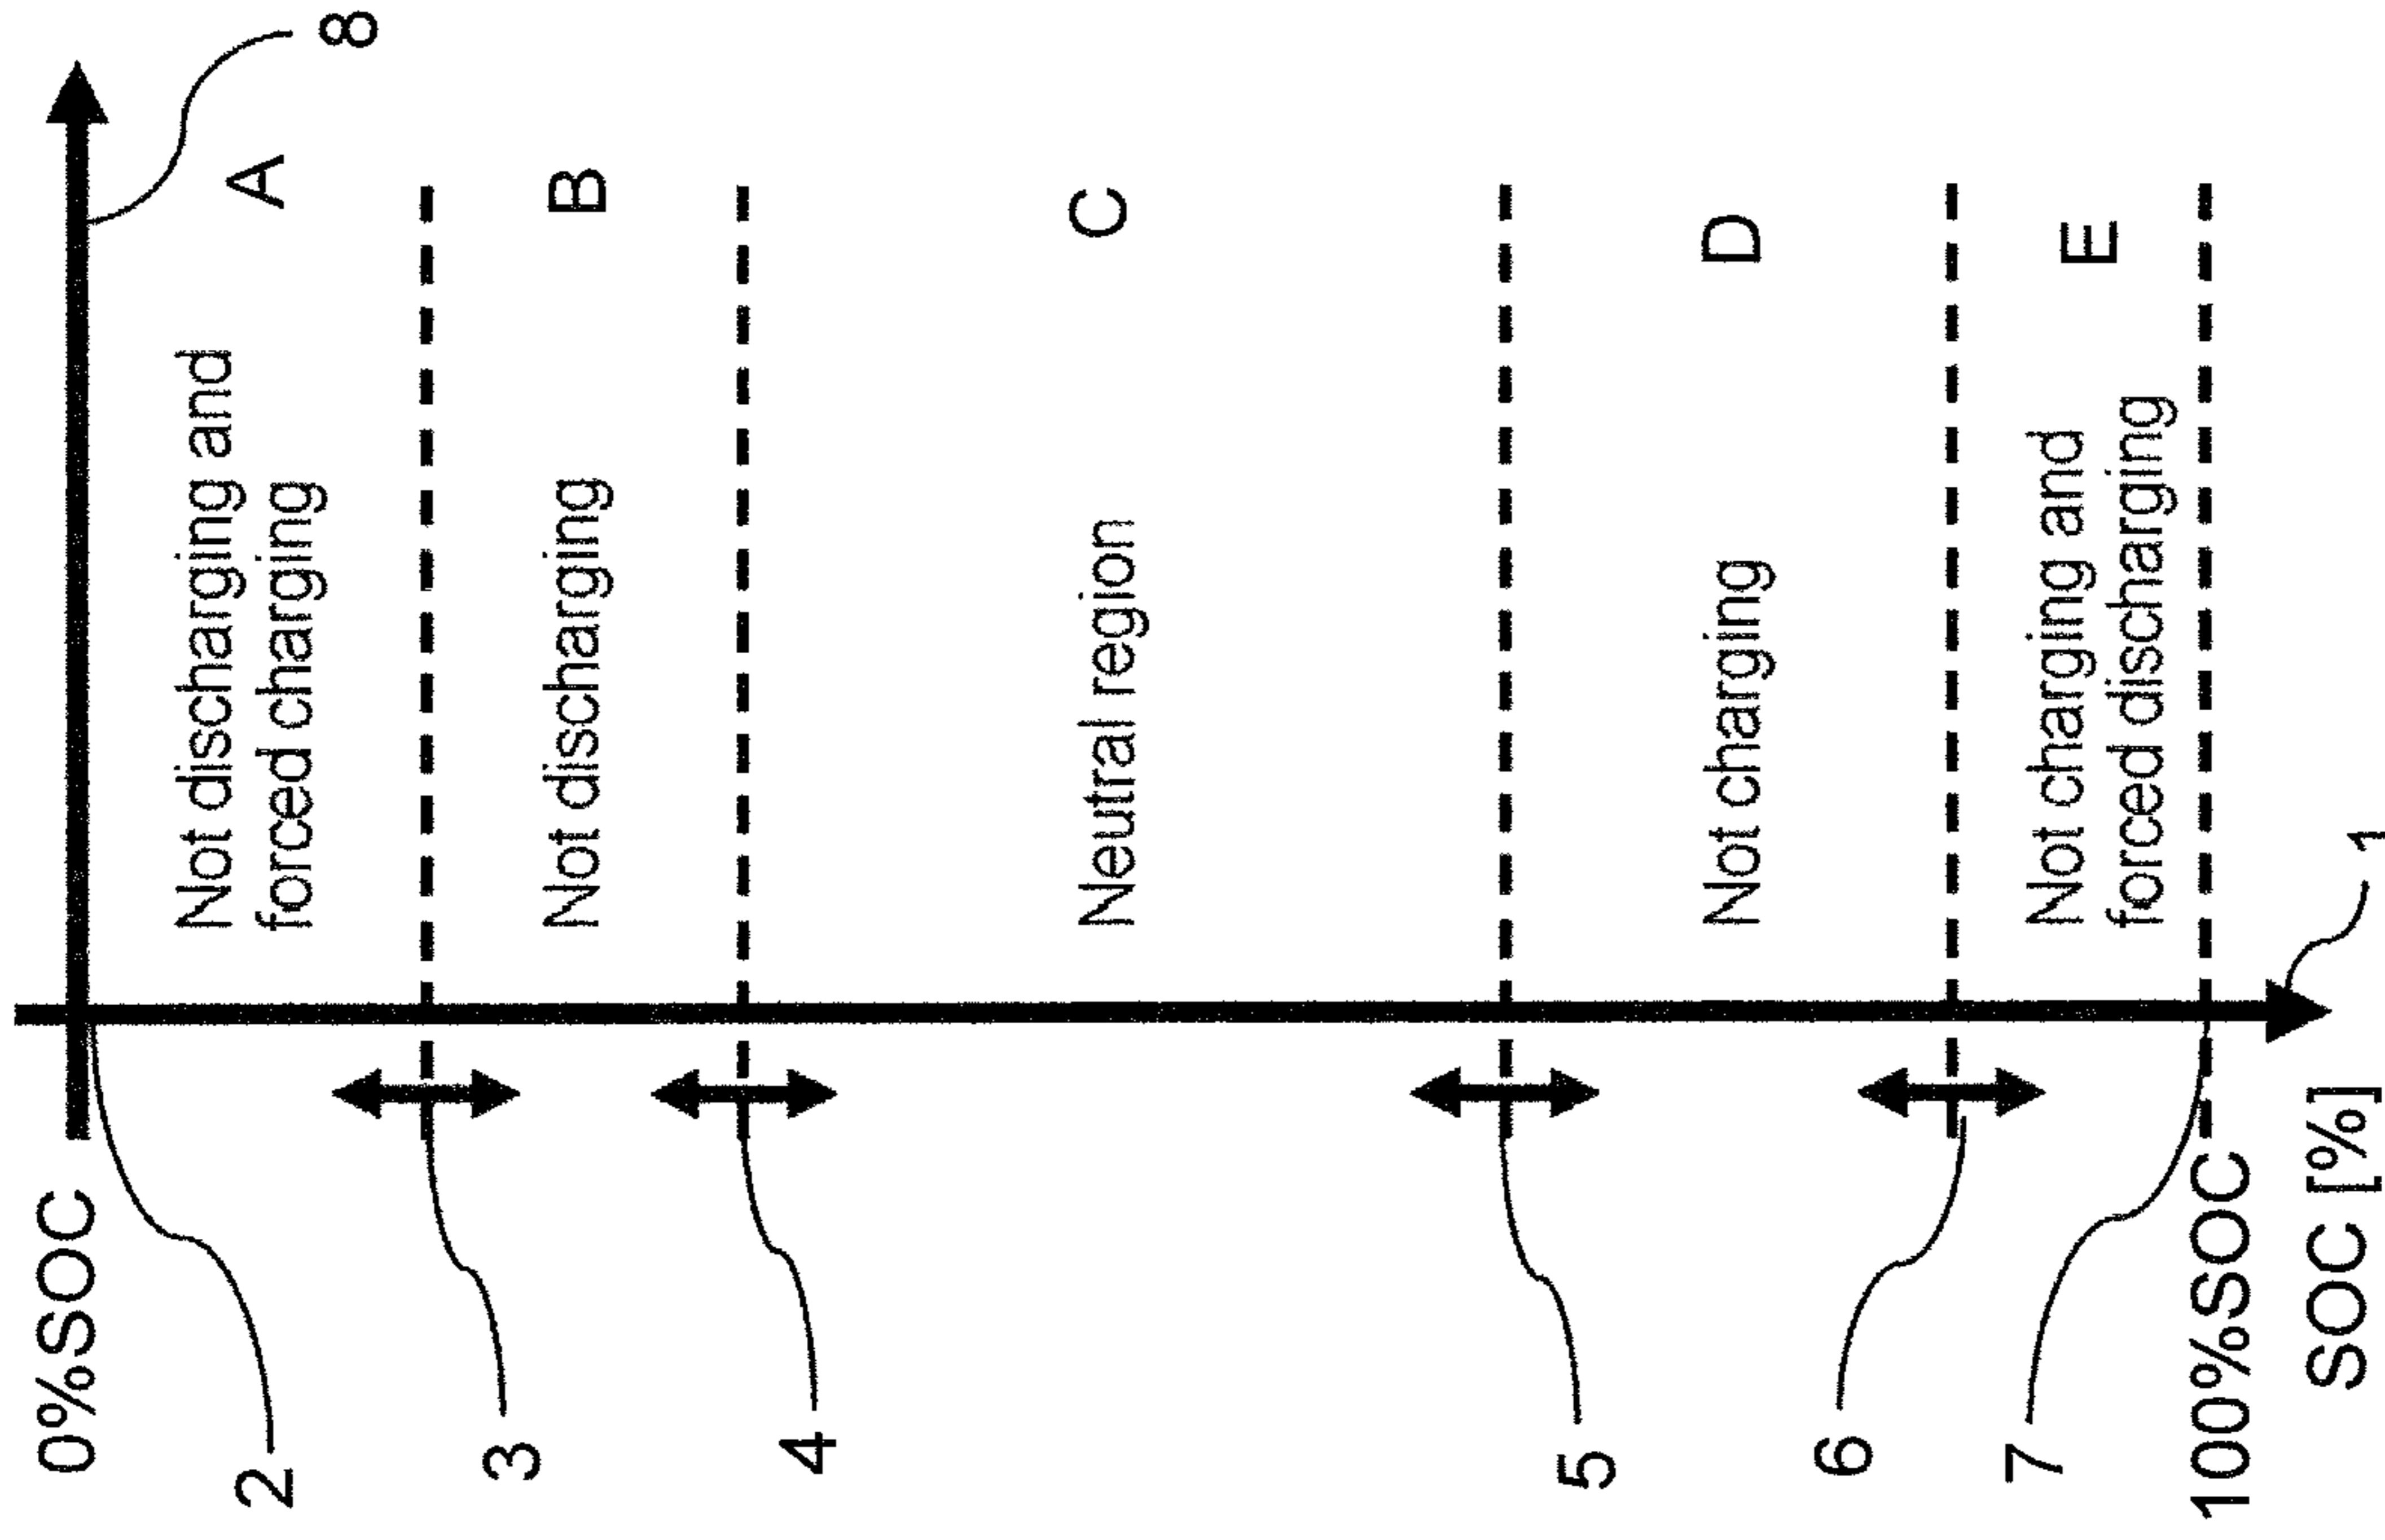 8
0%SOC
A
Not discharging and
forced charging
2
3
B
Not discharging
4
C
Neutral region
5
D
Not charging
6
E
Not charging and
forced discharging
7
100%SOC
SOC [%]
1